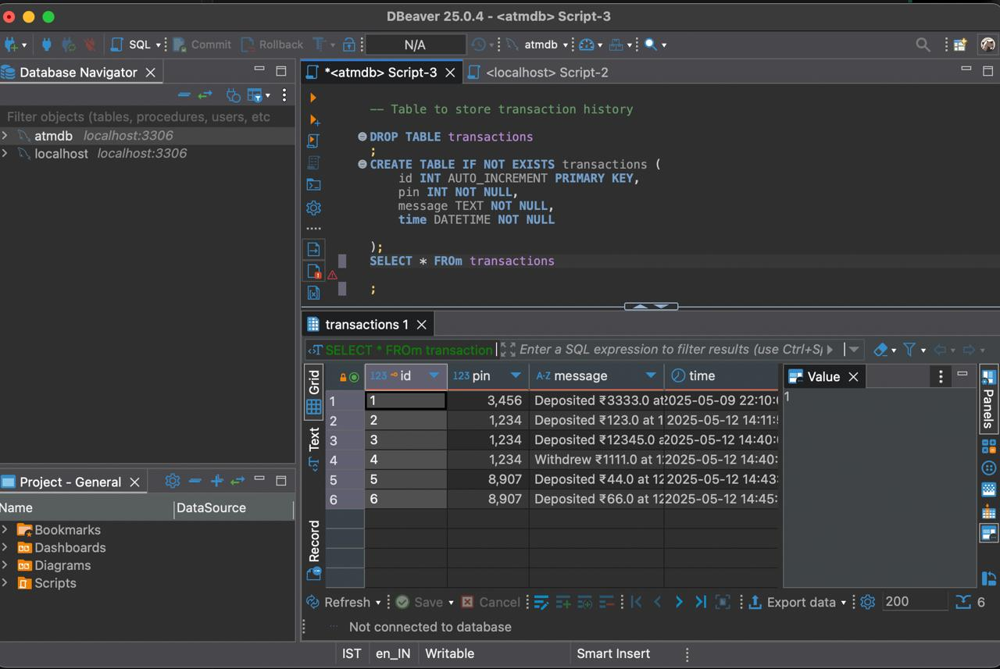 DBeaver 25.0.4 - <atmdb> Script-3
SQL Commit Rollback T N/A atmdb
Database Navigator
*<atmdb> Script-3 <localhost> Script-2
Filter objects (tables, procedures, users, etc
atmdb localhost:3306
localhost localhost:3306
-- Table to store transaction history
DROP TABLE transactions
;
CREATE TABLE IF NOT EXISTS transactions (
id INT AUTO_INCREMENT PRIMARY KEY,
pin INT NOT NULL,
message TEXT NOT NULL,
time DATETIME NOT NULL
);
SELECT * FROm transactions
;
transactions 1
SELECT * FROm transaction Enter a SQL expression to filter results (use Ctrl+S
Grid
Text
Record
123 id 123 pin A-Z message time
1 1 3,456 Deposited ₹3333.0 at 2025-05-09 22:10:
2 2 1,234 Deposited ₹123.0 at 1 2025-05-12 14:11:
3 3 1,234 Deposited ₹12345.0 a 2025-05-12 14:40:
4 4 1,234 Withdrew ₹1111.0 at 1 2025-05-12 14:40:
5 5 8,907 Deposited ₹44.0 at 12 2025-05-12 14:43:
6 6 8,907 Deposited ₹66.0 at 12 2025-05-12 14:45:
Value
1
Panels
Refresh Save Cancel Export data 200 6
Not connected to database
Project - General
Name DataSource
Bookmarks
Dashboards
Diagrams
Scripts
IST en_IN Writable Smart Insert